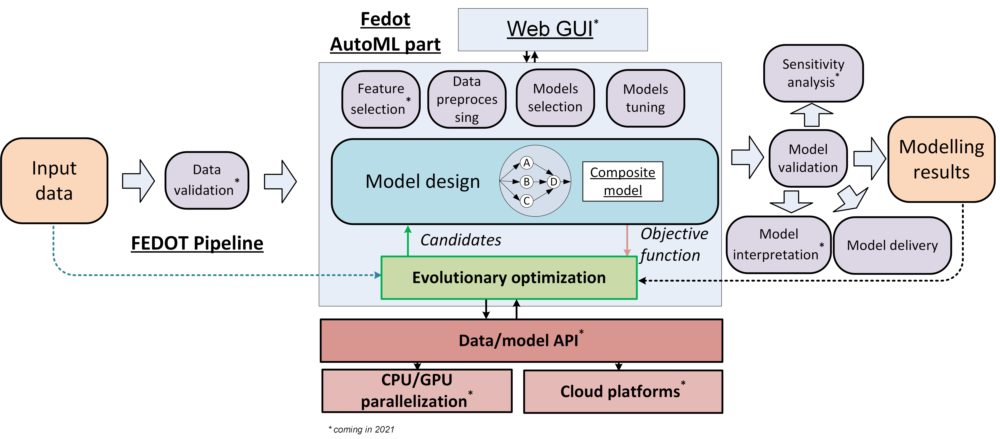 Fedot
AutoML part
Web GUI*
Feature
selection*
Data
preproces
sing
Models
selection
Models
tuning
Sensitivity
analysis*
Input
data
Data
validation*
Model design
A
B
C
D
Composite
model
Model
validation
Modelling
results
FEDOT Pipeline
Candidates
Objective
function
Model
interpretation*
Model delivery
Evolutionary optimization
Data/model API*
CPU/GPU
parallelization*
Cloud platforms*
* coming in 2021